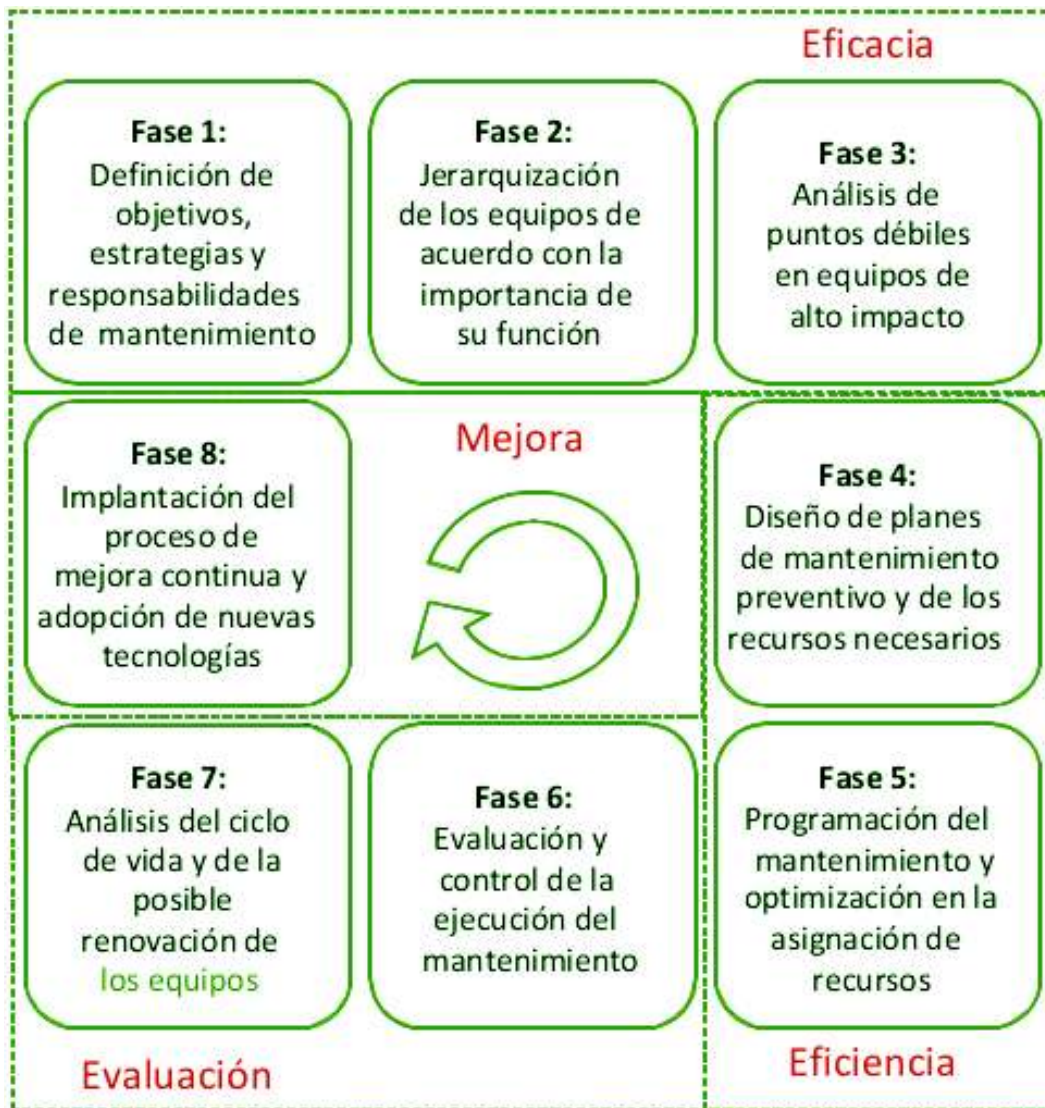 Eficacia
Fase 1:
Definición de
objetivos,
estrategias y
responsabilidades
de mantenimiento
Fase 2:
Jerarquización
de los equipos de
acuerdo con la
importancia de
su función
Fase 3:
Análisis de
puntos débiles
en equipos de
alto impacto
Fase 8:
Implantación del
proceso de
mejora continua y
adopción de nuevas
tecnologías
Mejora
Fase 4:
Diseño de planes
de mantenimiento
preventivo y de los
recursos necesarios
Fase 7:
Análisis del ciclo
de vida y de la
posible
renovación de
los equipos
Fase 6:
Evaluación y
control de la
ejecución del
mantenimiento
Fase 5:
Programación del
mantenimiento y
optimización en la
asignación de
recursos
Evaluación
Eficiencia